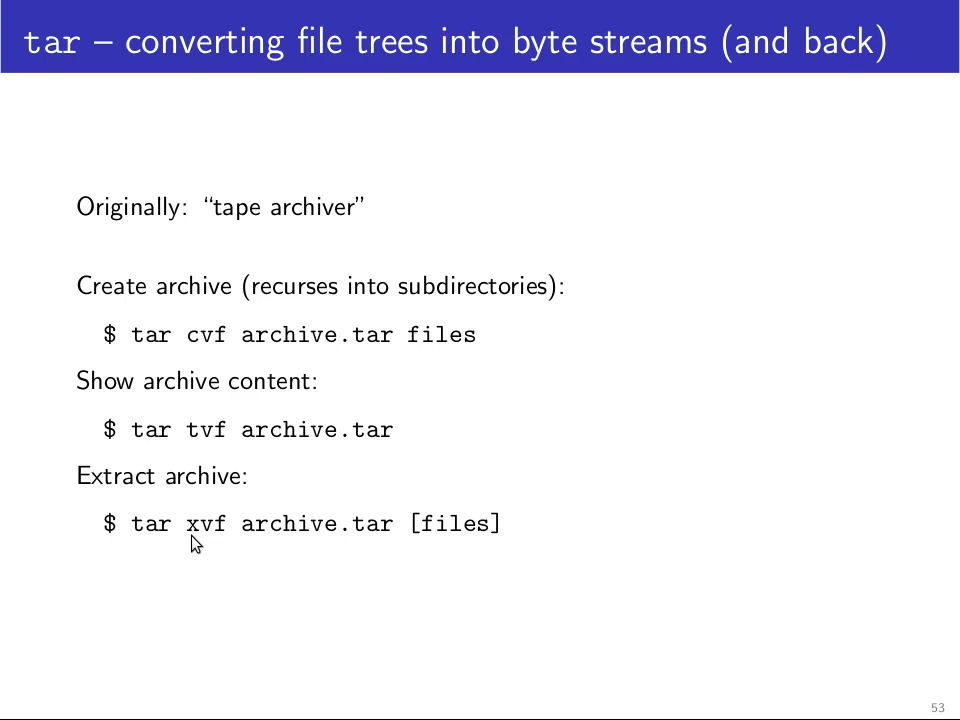 tar – converting file trees into byte streams (and back)
Originally: “tape archiver”
Create archive (recurses into subdirectories):
$ tar cvf archive.tar files
Show archive content:
$ tar tvf archive.tar
Extract archive:
$ tar xvf archive.tar [files]
53